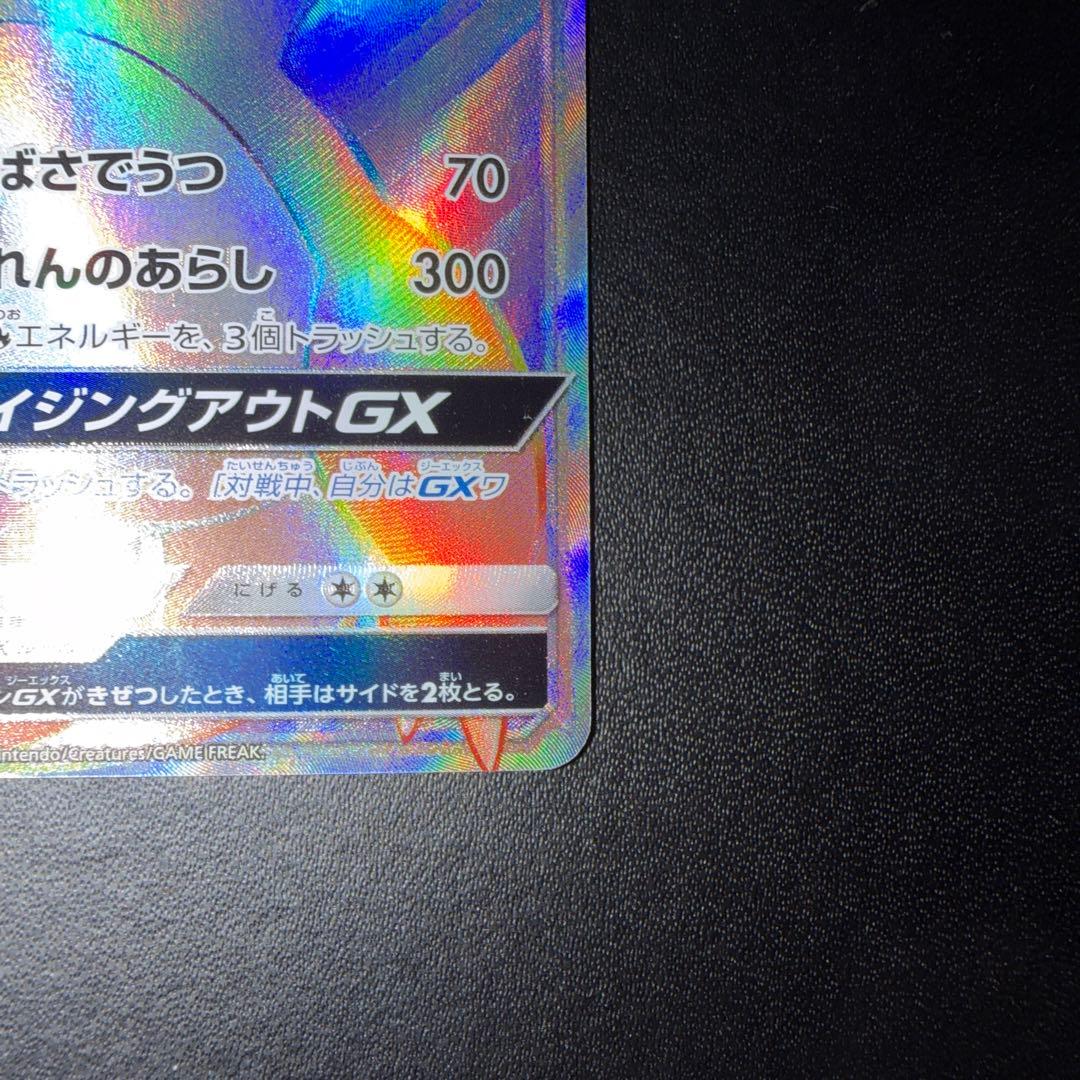 ばさでうつ 70
れんのあらし 300
エネルギーを、3個トラッシュする。
イジングアウトGX
トラッシュする。[対戦中、自分はGXワ
にげる
ンGXがきぜつしたとき、相手はサイドを2枚とる。
intendo/Creatures/GAME FREAK.